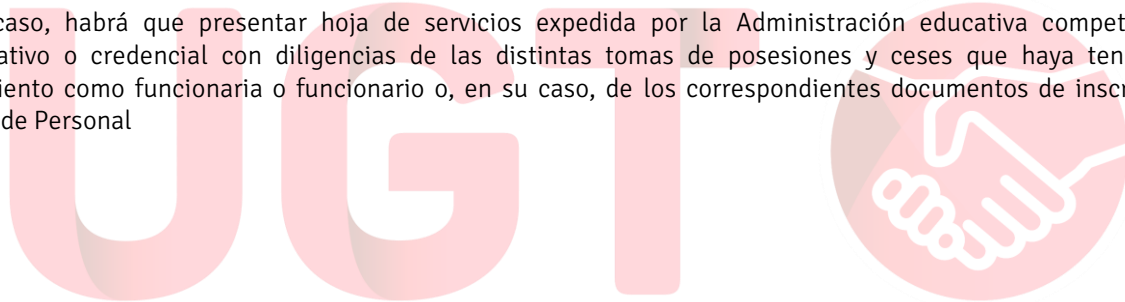 caso, habrá que presentar hoja de servicios expedida por la Administración educativa compet
ativo o credencial con diligencias de las distintas tomas de posesiones y ceses que haya ten
iento como funcionaria o funcionario o, en su caso, de los correspondientes documentos de inscr
de Personal
UGT